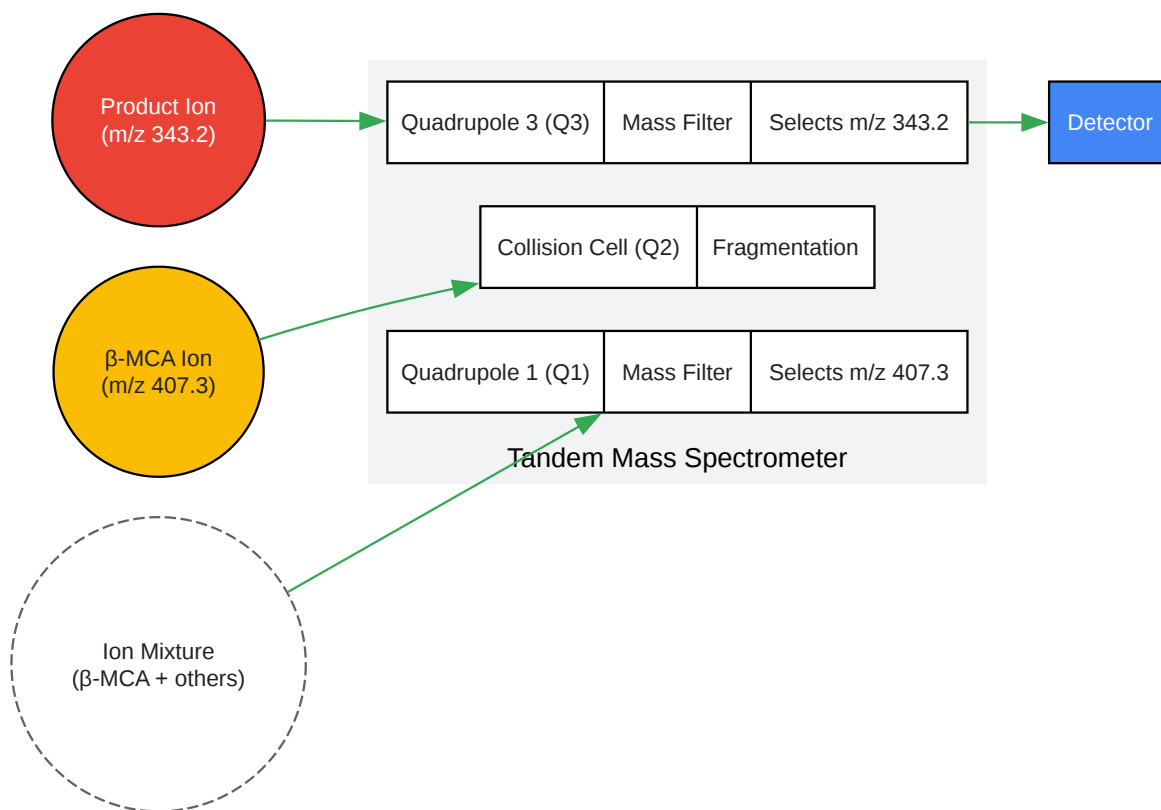 Product Ion
(m/z 343.2)
Quadrupole 3 (Q3)
Mass Filter
Selects m/z 343.2
Detector
Collision Cell (Q2)
Fragmentation
β-MCA Ion
(m/z 407.3)
Quadrupole 1 (Q1)
Mass Filter
Selects m/z 407.3
Tandem Mass Spectrometer
Ion Mixture
(β-MCA + others)